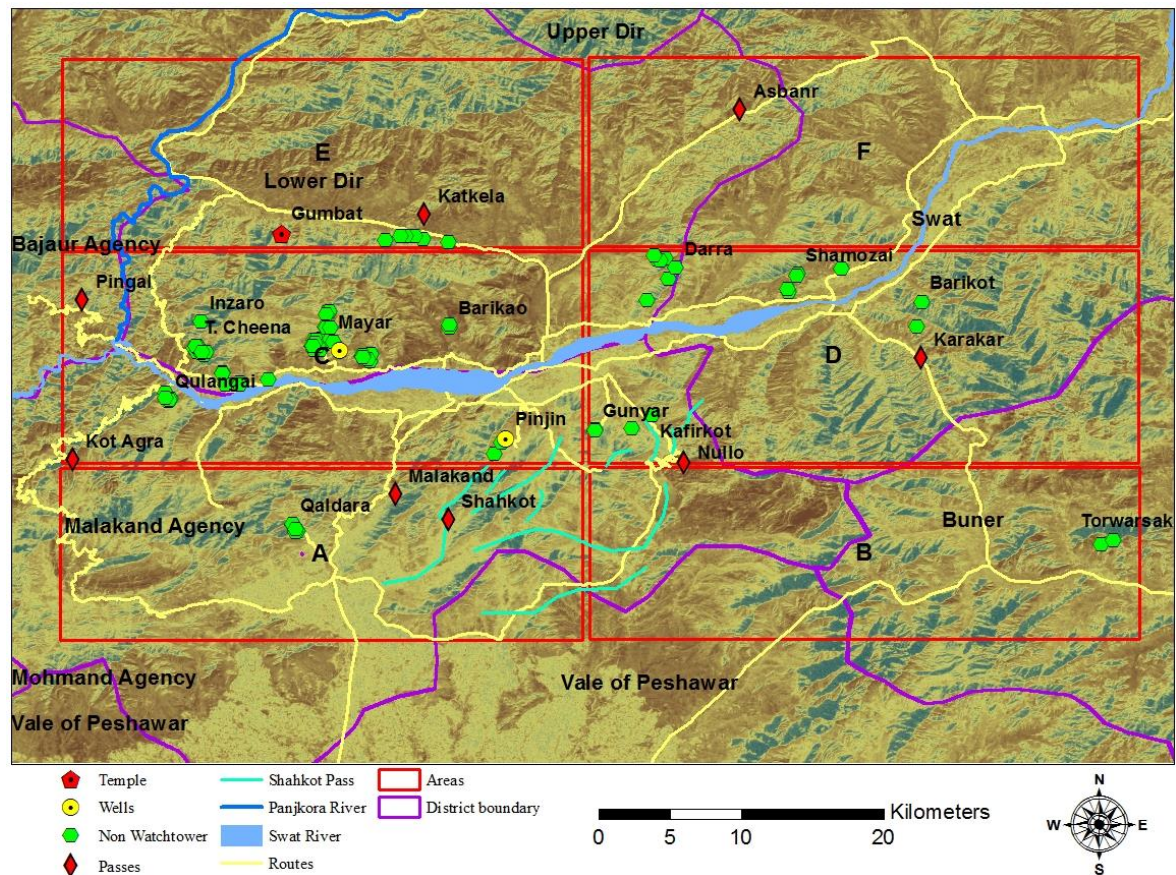 Upper Dir
Asbanr
E
F
Lower Dir
Katkela
Gumbat
Swat
Bajaur Agency
Darra
Shamozai
Pingal
Inzaro
Barikao
Barikot
T. Cheena
Mayar
C
D
Karakar
Qulangai
Pinjin
Gunyar
Kafirkot
Kot Agra
Nullo
Malakand
Shahkot
Qaldara
Malakand Agency
Buner
Torwarsak
A
B
Mohmand Agency
Vale of Peshawar
Vale of Peshawar
Temple
Wells
Non Watchtower
Passes
Shahkot Pass
Panjkora River
Swat River
Routes
Areas
District boundary
Kilometers
0 5 10 20
N
W E
S